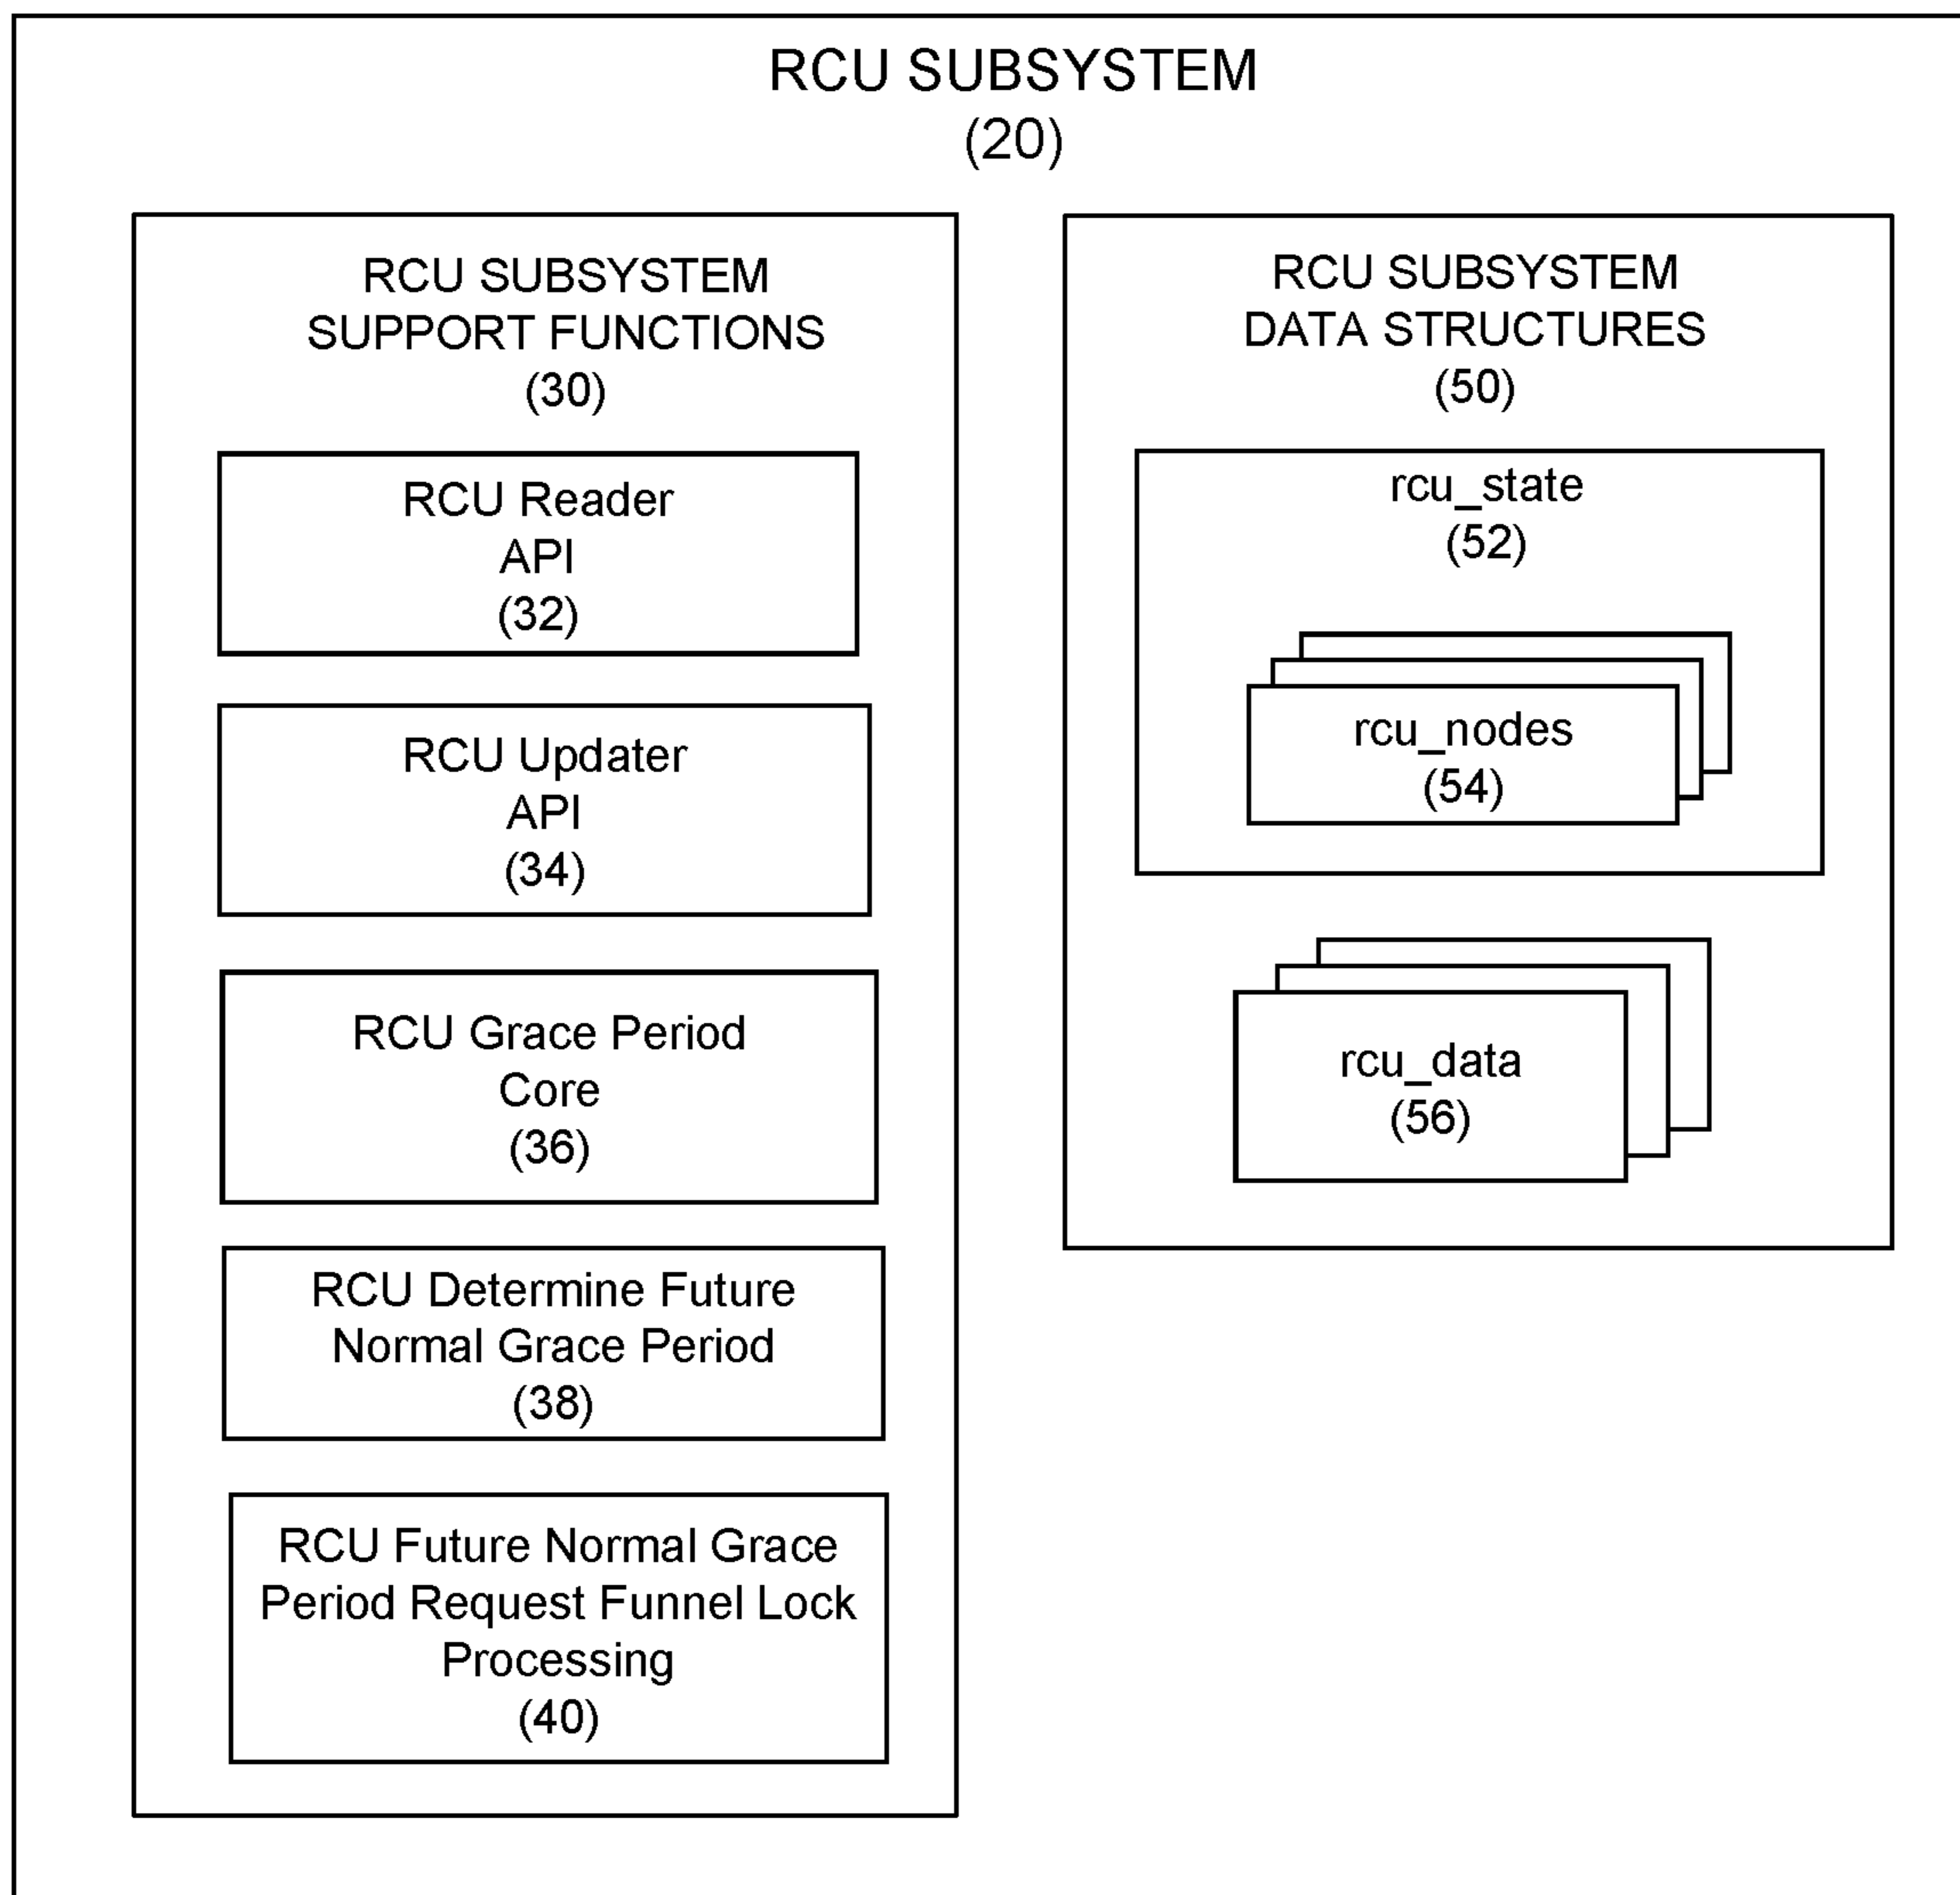 RCU SUBSYSTEM
(20)
RCU SUBSYSTEM
SUPPORT FUNCTIONS
(30)
RCU Reader
API
(32)
RCU Updater
API
(34)
RCU Grace Period
Core
(36)
RCU Determine Future
Normal Grace Period
(38)
RCU Future Normal Grace
Period Request Funnel Lock
Processing
(40)
RCU SUBSYSTEM
DATA STRUCTURES
(50)
rcu_state
(52)
rcu_nodes
(54)
rcu_data
(56)